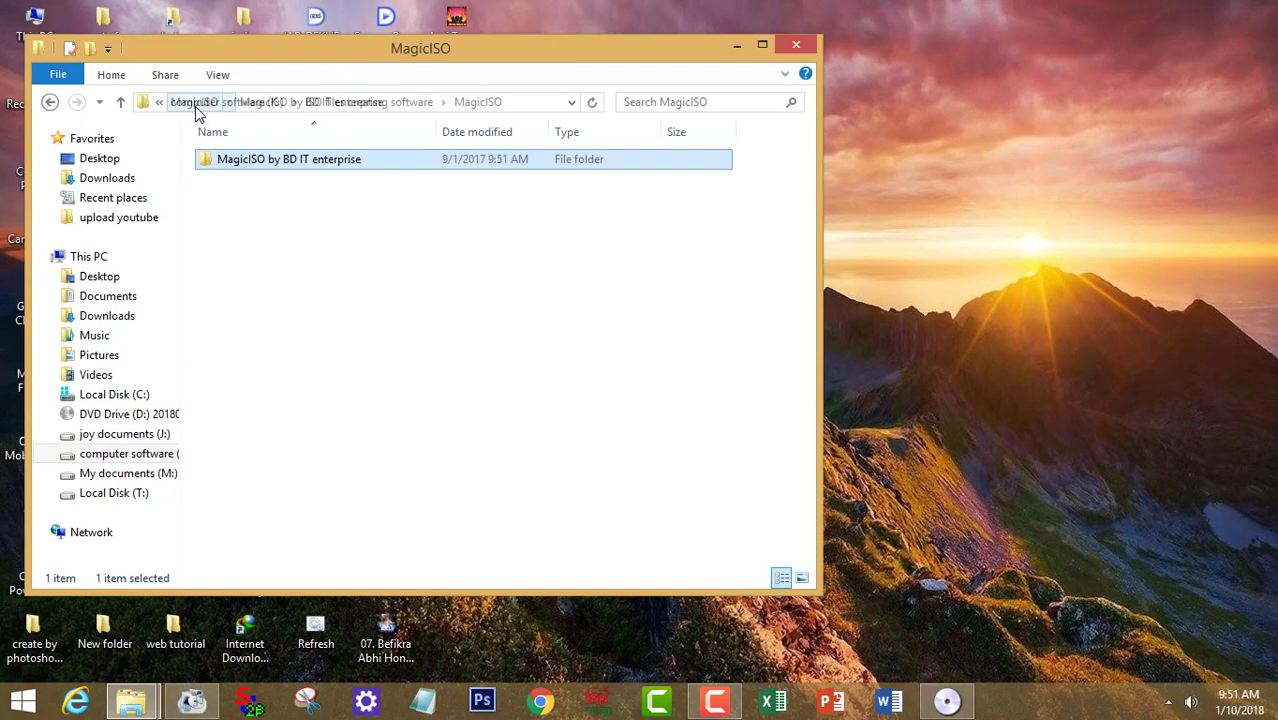 MagicISO
File
Home
Share
View
MagicISO
Search MagicISO
Name
Date modified
Type
Size
MagicISO by BD IT enterprise
9/1/2017 9:51 AM
File folder
Favorites
Desktop
Downloads
Recent places
upload youtube
This PC
Desktop
Documents
Downloads
Music
Pictures
Videos
Local Disk (C:)
DVD Drive (D:) 20180
joy documents (J:)
computer software (
My documents (M:)
Local Disk (T:)
Network
1 item
1 item selected
create by
photosho...
New folder
web tutorial
Internet
Downlo...
Refresh
07. Befikra
Abhi Hon...
Ps
9:51 AM
1/10/2018